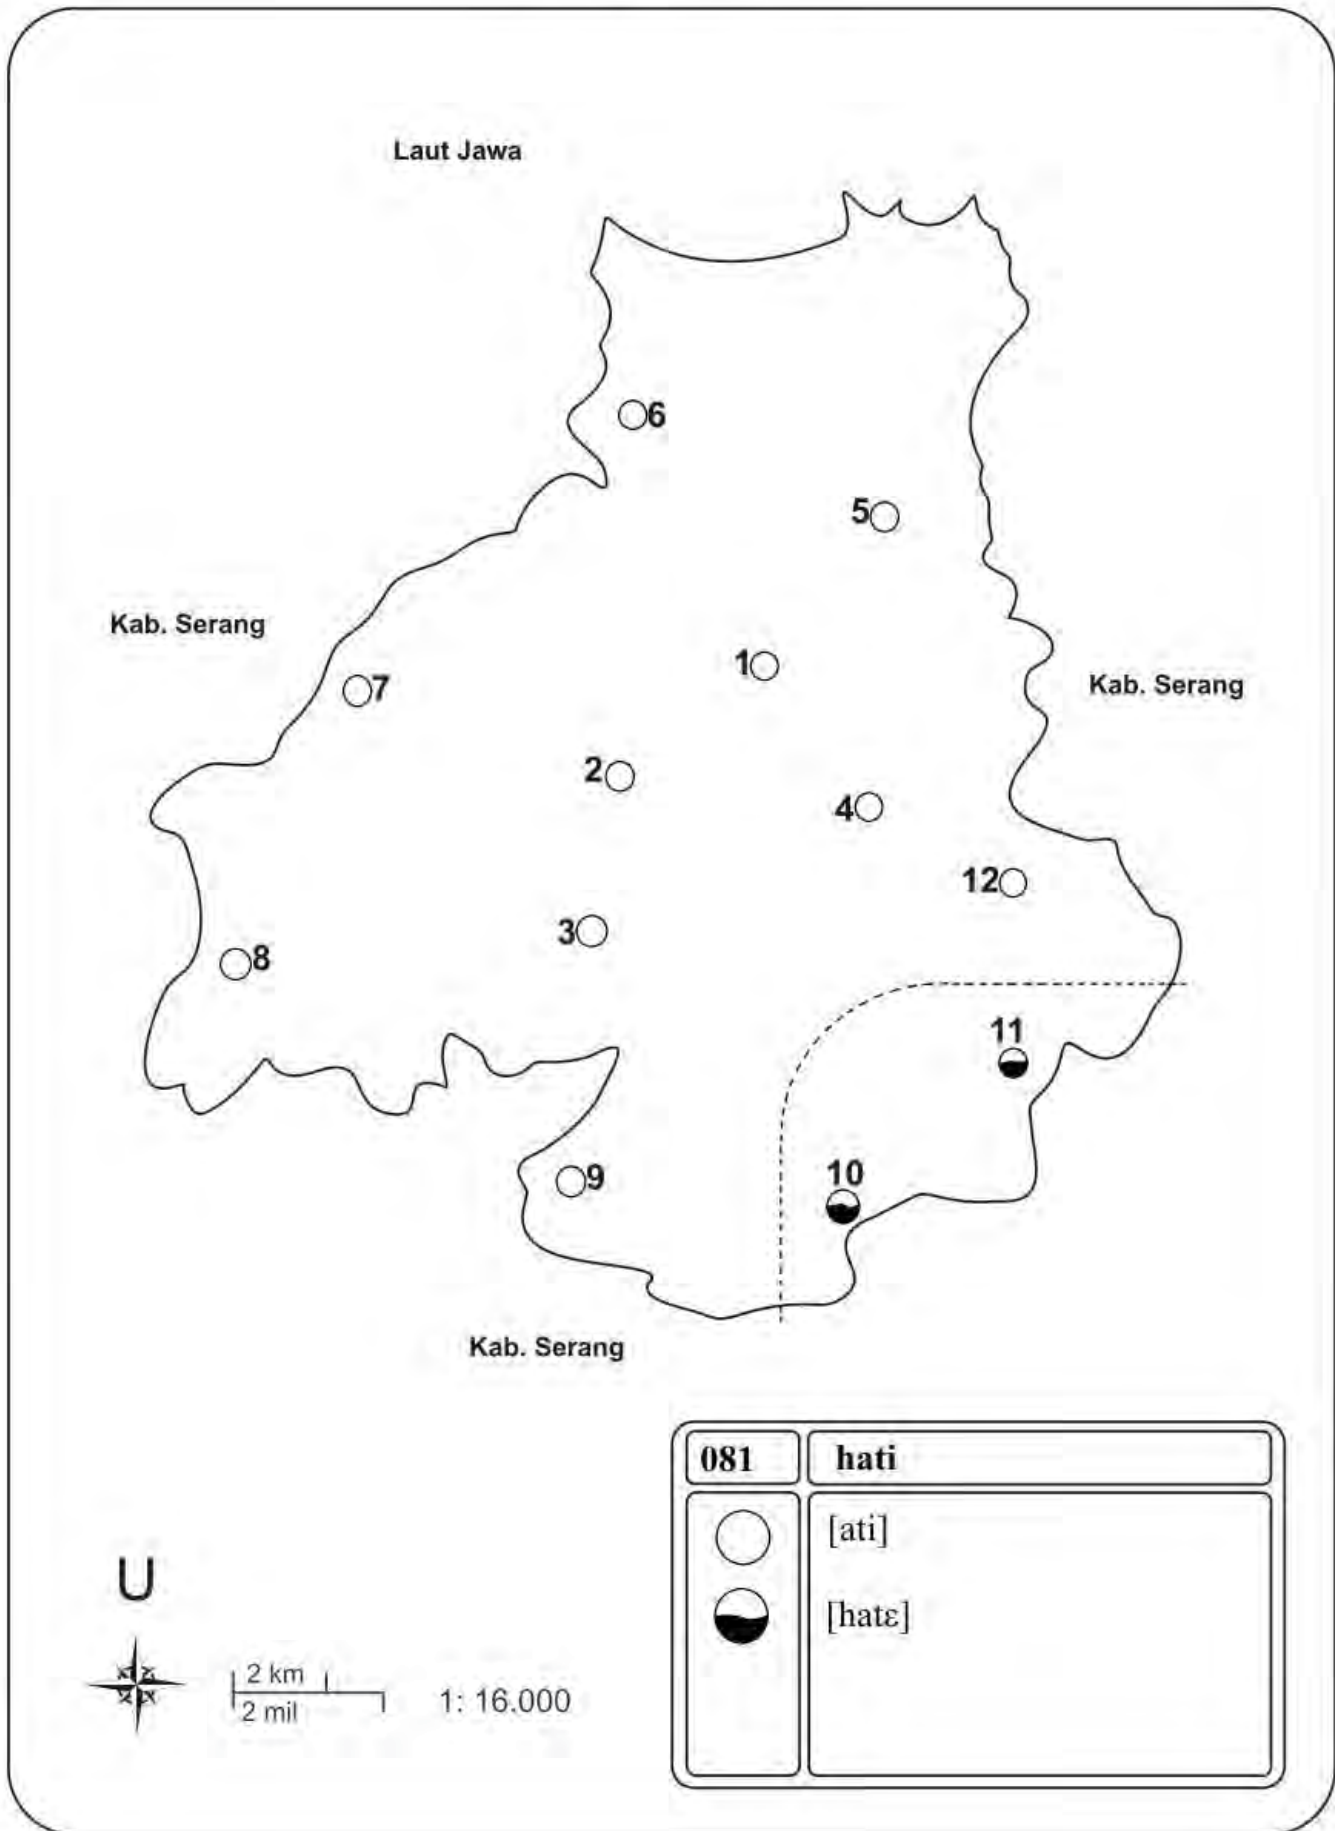 Laut Jawa
6
5
Kab. Serang
1
Kab. Serang
7
2
4
12
3
8
11
10
9
Kab. Serang
081 hati
[ati]
[hatɛ]
U
2 km
2 mil
1: 16.000